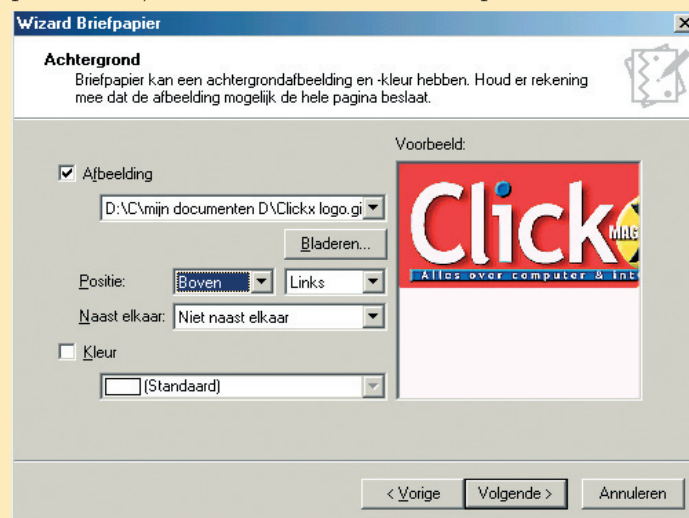 Wizard Briefpapier
Achtergrond
Briefpapier kan een achtergrondafbeelding en -kleur hebben. Houd er rekening
mee dat de afbeelding mogelijk de hele pagina beslaat.
Voorbeeld:
Afbeelding
D:\C\mijn documenten D\Clickx logo.gi
Bladeren...
Positie:
Boven
Links
Naast elkaar:
Niet naast elkaar
Kleur
(Standaard)
Click
MAG
Alles over computer & int
< Vorige
Volgende >
Annuleren